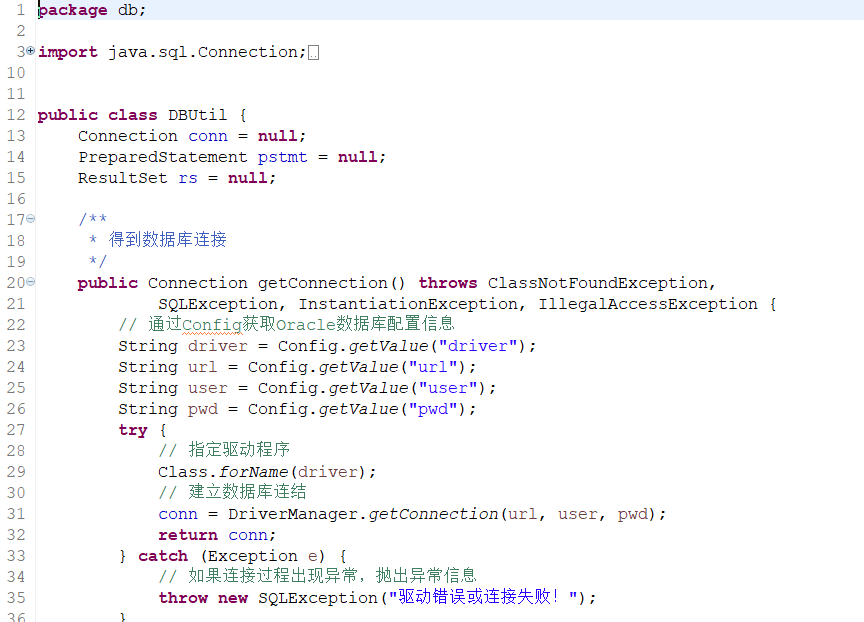 1 package db;
2
3 import java.sql.Connection;
10
11
12 public class DBUtil {
13 Connection conn = null;
14 PreparedStatement pstmt = null;
15 ResultSet rs = null;
16
17 /**
18 * 得到数据库连接
19 */
20 public Connection getConnection() throws ClassNotFoundException,
21 SQLException, InstantiationException, IllegalAccessException {
22 // 通过Config获取Oracle数据库配置信息
23 String driver = Config.getValue("driver");
24 String url = Config.getValue("url");
25 String user = Config.getValue("user");
26 String pwd = Config.getValue("pwd");
27 try {
28 // 指定驱动程序
29 Class.forName(driver);
30 // 建立数据库连结
31 conn = DriverManager.getConnection(url, user, pwd);
32 return conn;
33 } catch (Exception e) {
34 // 如果连接过程出现异常，抛出异常信息
35 throw new SQLException("驱动错误或连接失败！");
36 }